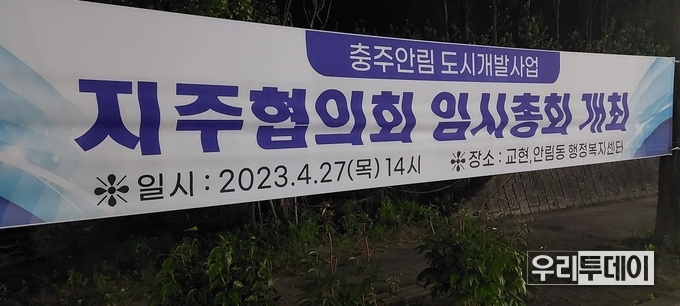 충주안림 도시개발사업
지주협의회 임시총회 개최
※ 일시 : 2023.4.27(목) 14시
※ 장소 : 교현,안림동 행정복지센터
우리투데이